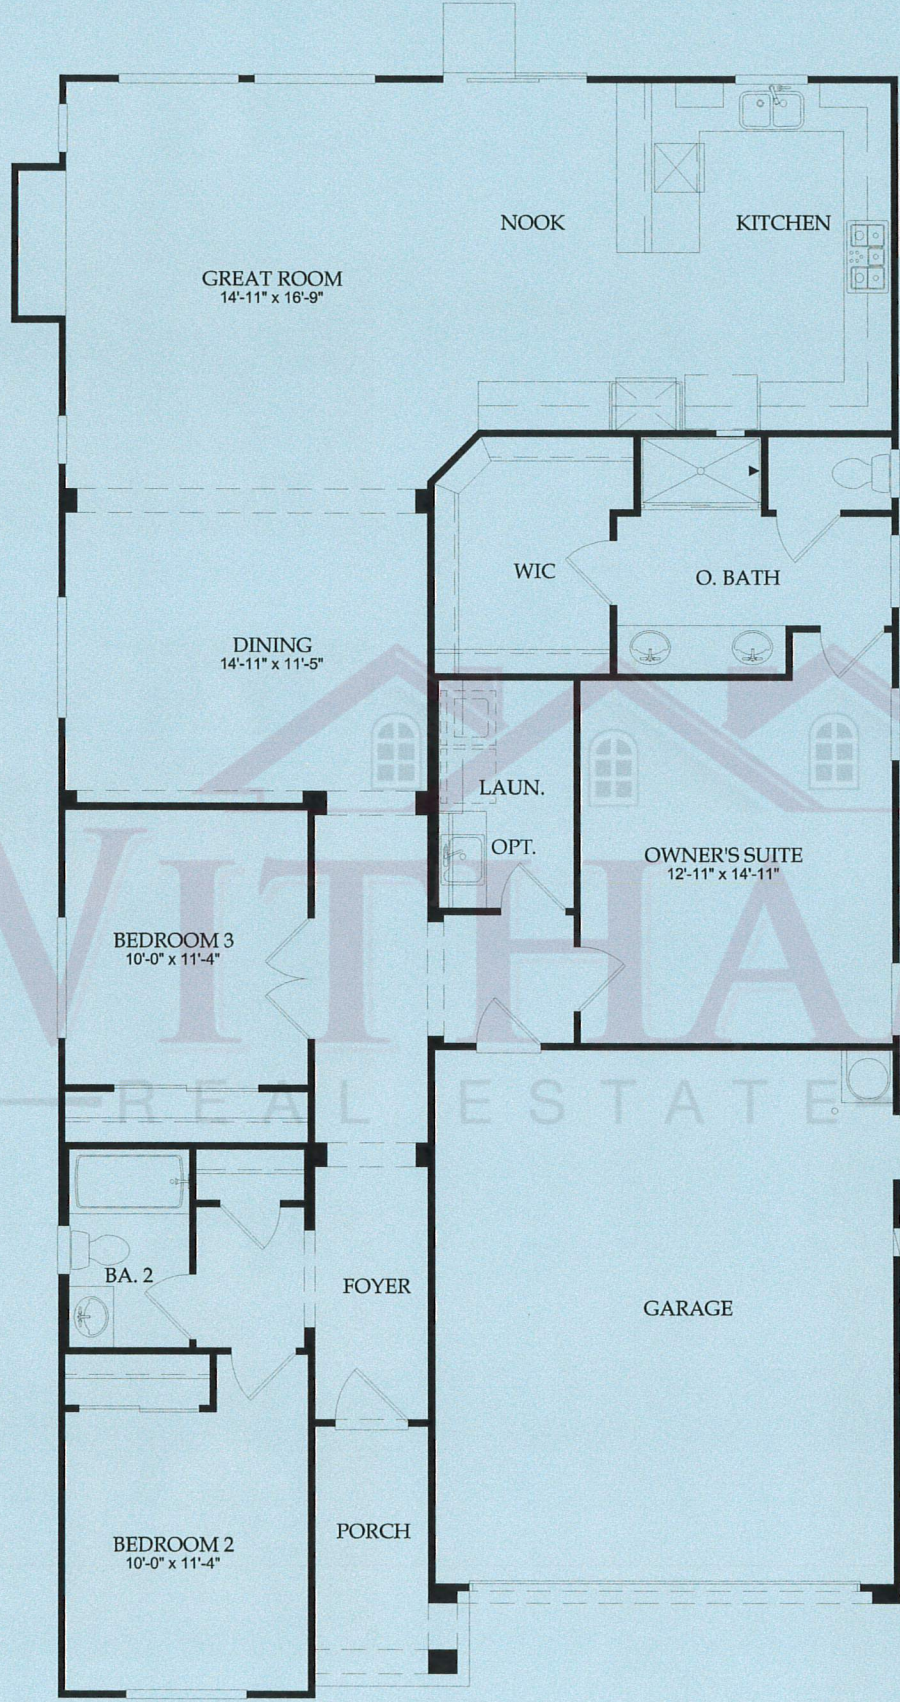 NOOK
KITCHEN
GREAT ROOM
14'-11" x 16'-9"
WIC
O. BATH
DINING
14'-11" x 11'-5"
LAUN.
OPT.
OWNER'S SUITE
12'-11" x 14'-11"
BEDROOM 3
10'-0" x 11'-4"
REAL ESTATE
BA. 2
FOYER
GARAGE
PORCH
BEDROOM 2
10'-0" x 11'-4"